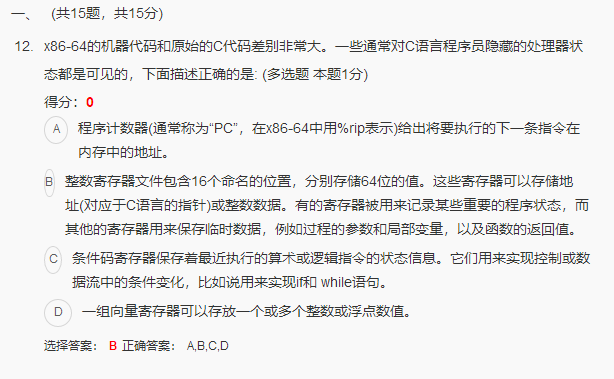 一、 (共15题，共15分)
12. x86-64的机器代码和原始的C代码差别非常大。一些通常对C语言程序员隐藏的处理器状
态都是可见的，下面描述正确的是: (多选题 本题1分)
得分：0
A 程序计数器(通常称为“PC”，在x86-64中用%rip表示)给出将要执行的下一条指令在
内存中的地址。
B 整数寄存器文件包含16个命名的位置，分别存储64位的值。这些寄存器可以存储地
址(对应于C语言的指针)或整数数据。有的寄存器被用来记录某些重要的程序状态，而
其他的寄存器用来保存临时数据，例如过程的参数和局部变量，以及函数的返回值。
C 条件码寄存器保存着最近执行的算术或逻辑指令的状态信息。它们用来实现控制或数
据流中的条件变化，比如说用来实现if和 while语句。
D 一组向量寄存器可以存放一个或多个整数或浮点数值。
选择答案： B 正确答案： A,B,C,D